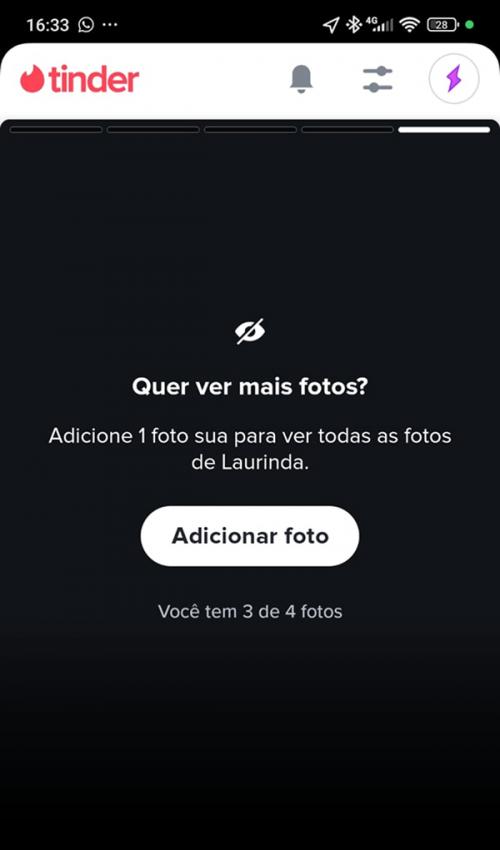 16:33 ... 4G 28
tinder
Quer ver mais fotos?
Adicione 1 foto sua para ver todas as fotos
de Laurinda.
Adicionar foto
Você tem 3 de 4 fotos